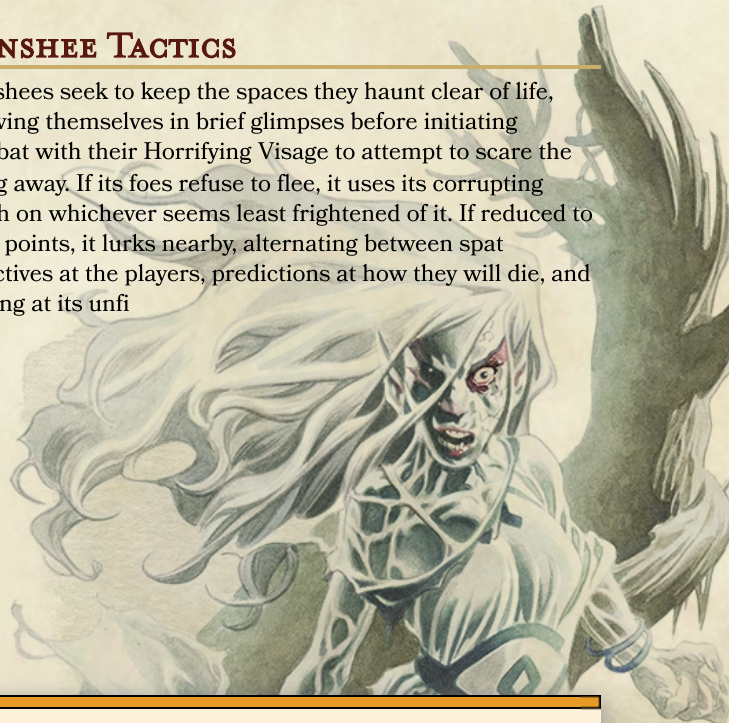 nshee Tactics
shees seek to keep the spaces they haunt clear of life,
ving themselves in brief glimpses before initiating
bat with their Horrifying Visage to attempt to scare the
g away. If its foes refuse to flee, it uses its corrupting
h on whichever seems least frightened of it. If reduced to
points, it lurks nearby, alternating between spat
ctives at the players, predictions at how they will die, and
ng at its unfi